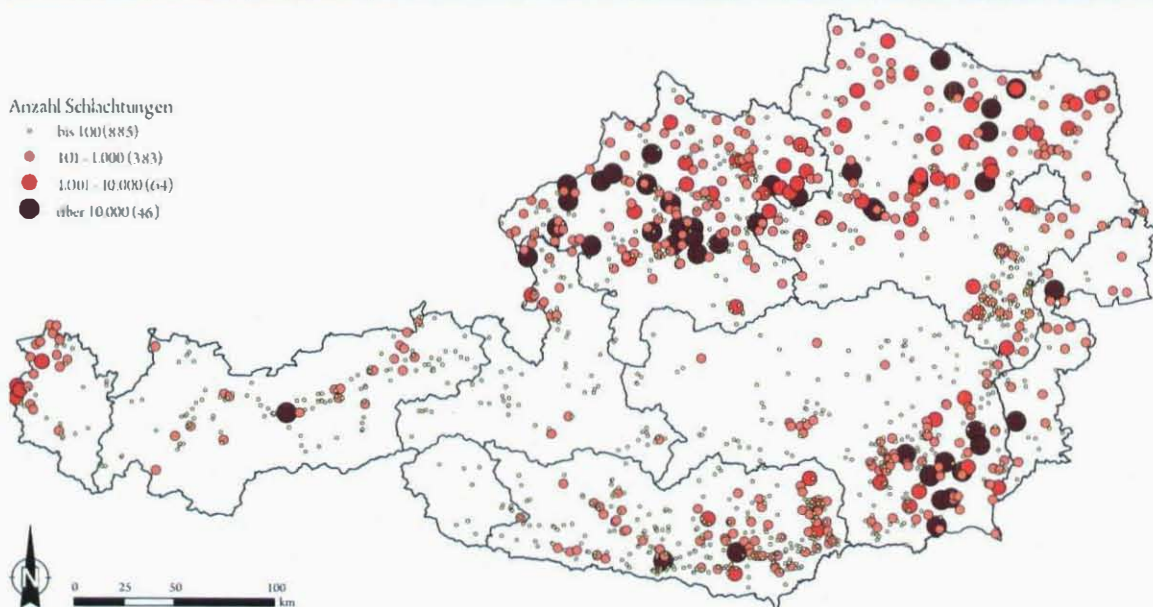 Anzahl Schlachtungen
bis 100 (885)
101 - 1.000 (383)
1.001 - 10.000 (64)
über 10.000 (46)
N
0 25 50 100
km